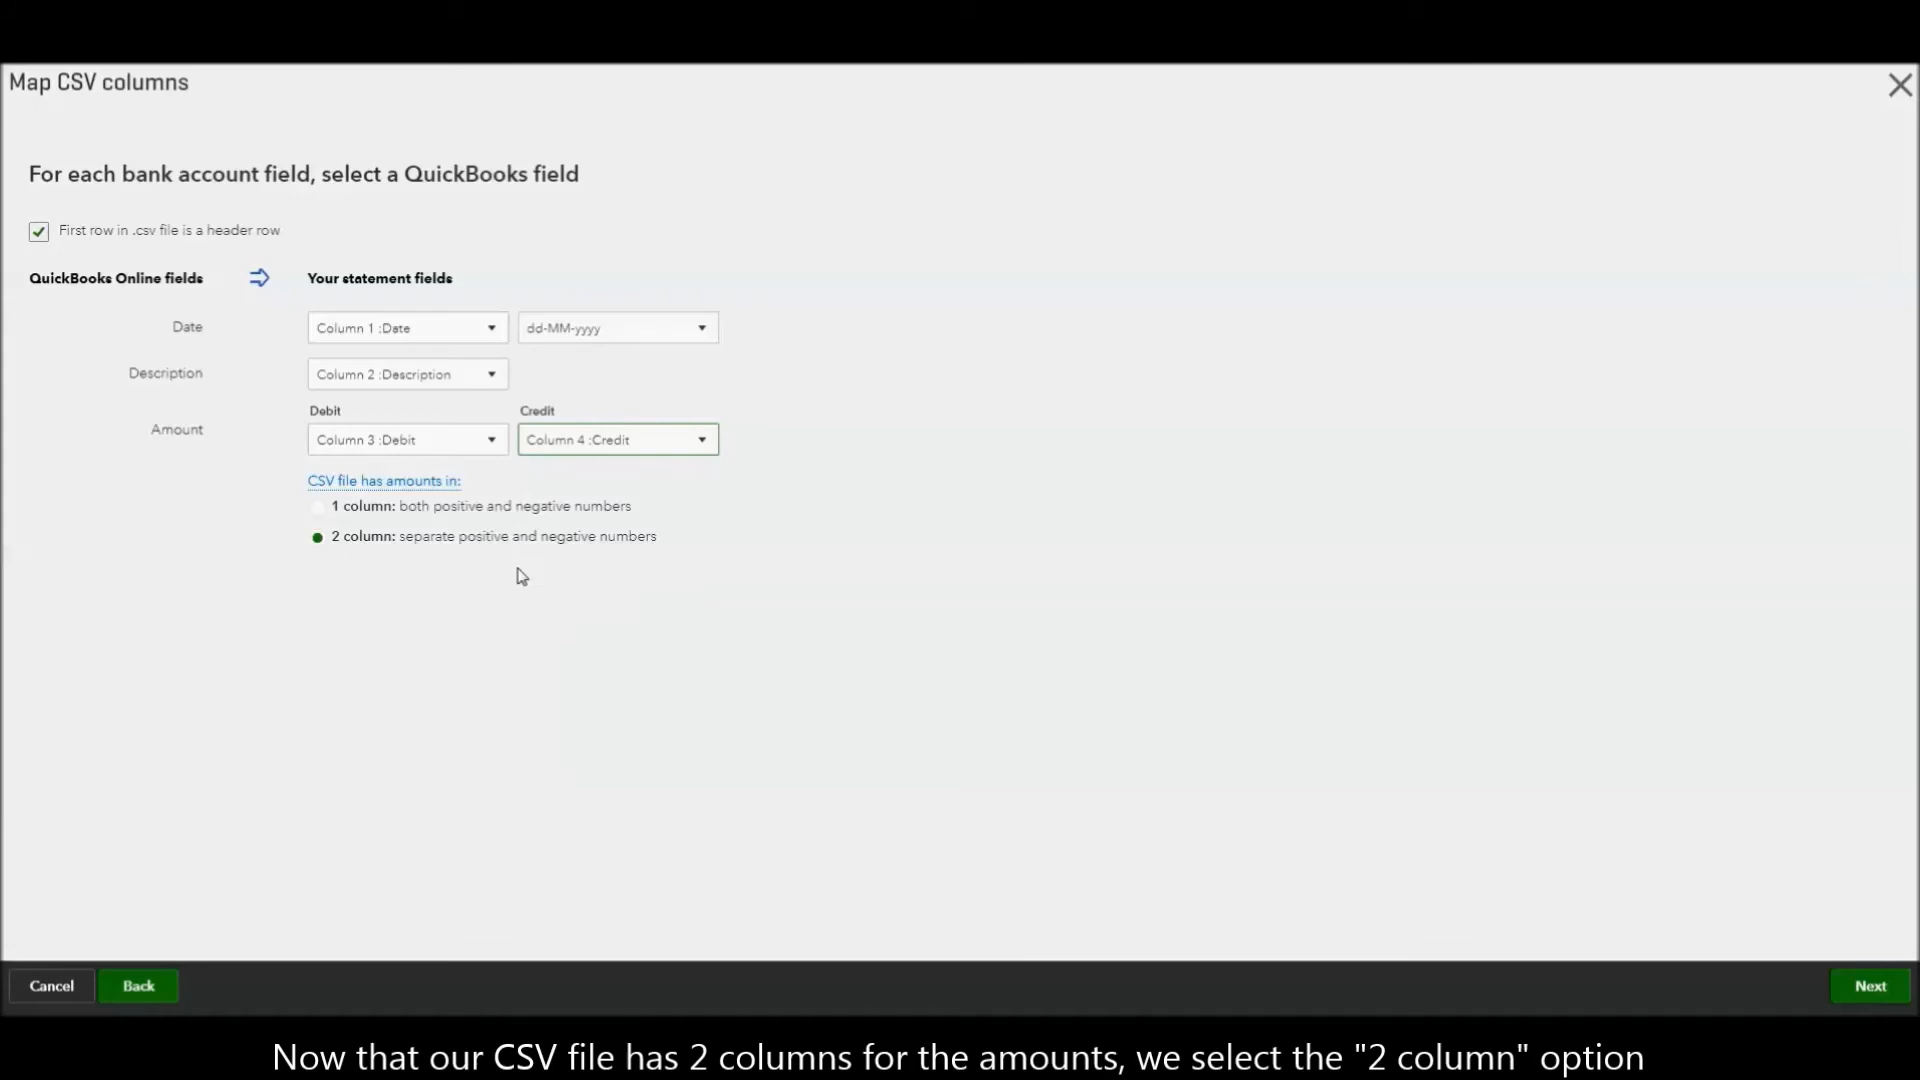 Map CSV columns
For each bank account field, select a QuickBooks field
First row in .csv file is a header row
QuickBooks Online fields
Your statement fields
Date
Column 1 :Date
dd-MM-yyyy
Description
Column 2 :Description
Debit
Credit
Amount
Column 3 :Debit
Column 4 :Credit
CSV file has amounts in:
1 column: both positive and negative numbers
2 column: separate positive and negative numbers
Cancel
Back
Next
Now that our CSV file has 2 columns for the amounts, we select the "2 column" option